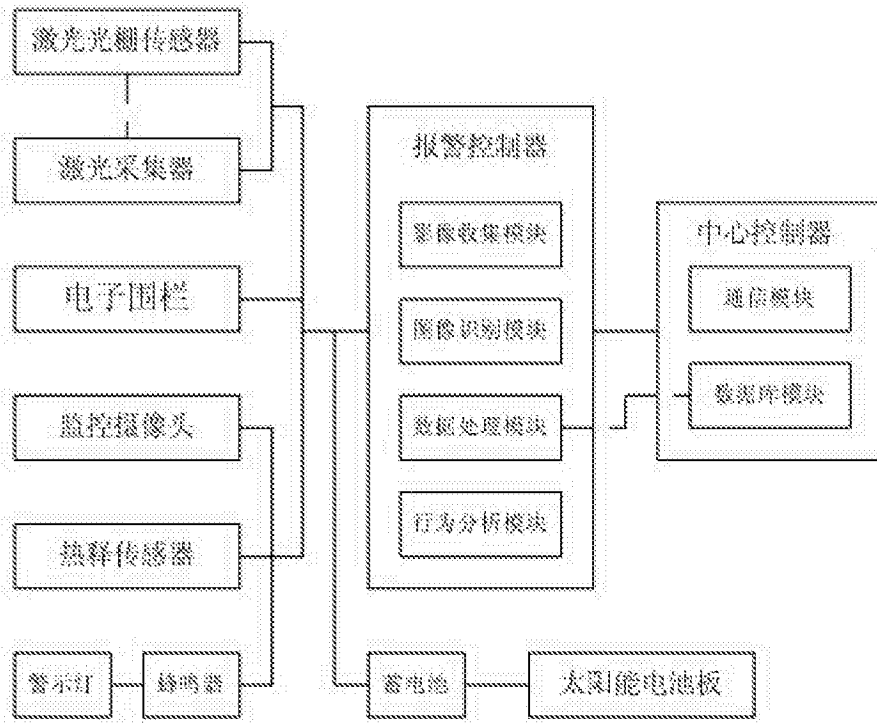 激光光栅传感器
激光采集器
电子围栏
监控摄像头
热释传感器
警示灯
蜂鸣器
报警控制器
影像收集模块
图像识别模块
数据处理模块
行为分析模块
中心控制器
通信模块
数据库模块
蓄电池
太阳能电池板